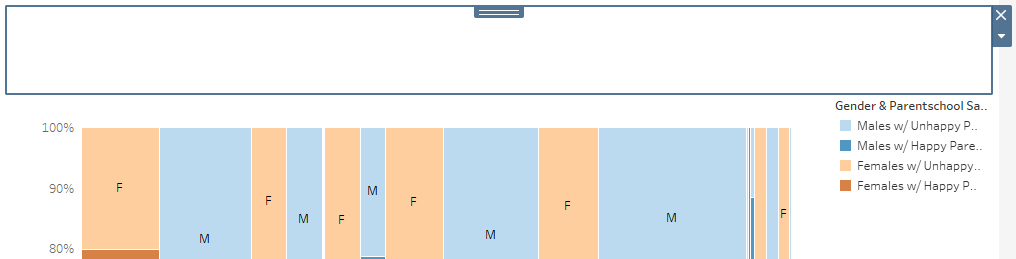 Gender & Parentschool Sa..
Males w/ Unhappy P..
Males w/ Happy Pare..
Females w/ Unhappy..
Females w/ Happy P..
100%
90%
80%
F
M
F
M
F
M
F
M
F
M
F